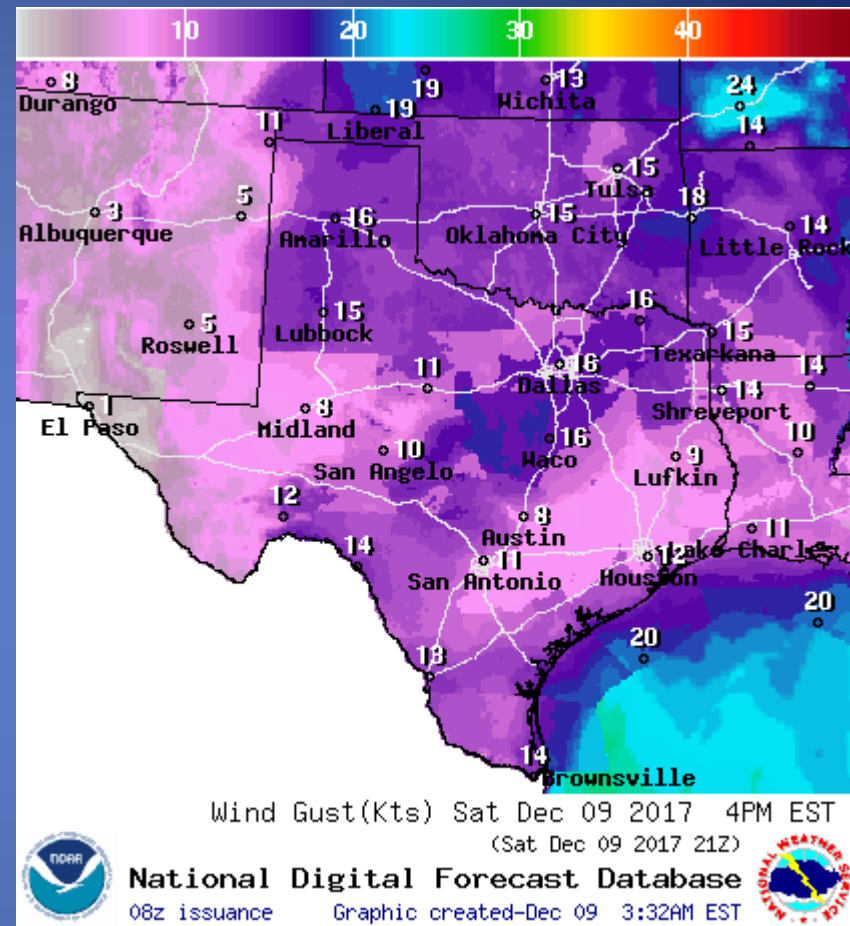 10 20 30 40
8
Durango
19
19
Liberal
13
Wichita
24
14
11
3
Albuquerque
5
16
Amarillo
15
Oklahoma City
15
Tulsa
18
14
Little Rock
5
Roswell
15
Lubbock
16
15
Texarkana
16
Dallas
11
14
Shreveport
14
1
El Paso
8
Midland
10
San Angelo
16
Waco
9
Lufkin
10
12
8
Austin
14
11
San Antonio
12
Houston
11
Lake Charles
13
20
20
14
Brownsville
Wind Gust(Kts) Sat Dec 09 2017 4PM EST
(Sat Dec 09 2017 21Z)
NOAA
National Digital Forecast Database
08z issuance Graphic created-Dec 09 3:32AM EST
NATIONAL WEATHER SERVICE